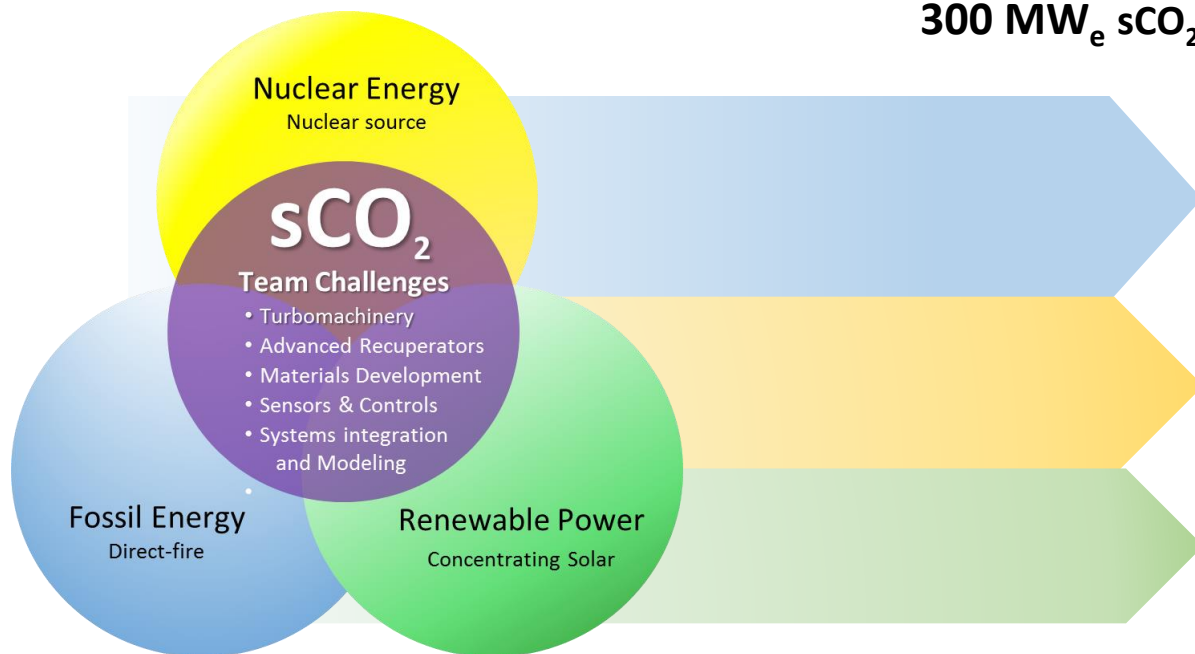 300 MWe sCO2
Nuclear Energy
Nuclear source
sCO2
Team Challenges
• Turbomachinery
• Advanced Recuperators
• Materials Development
• Sensors & Controls
• Systems integration
and Modeling
•
Fossil Energy
Direct-fire
Renewable Power
Concentrating Solar